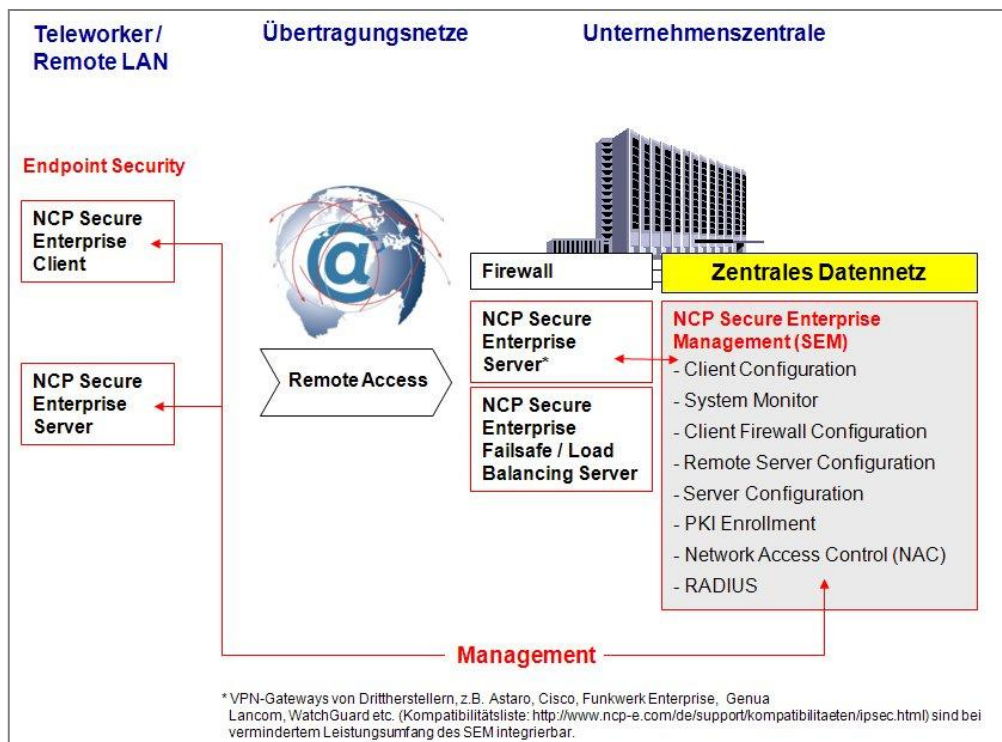 Teleworker /
Remote LAN
Übertragungsnetze
Unternehmenszentrale
Endpoint Security
NCP Secure
Enterprise
Client
NCP Secure
Enterprise
Server
@
Remote Access
Firewall
Zentrales Datennetz
NCP Secure
Enterprise
Server*
NCP Secure
Enterprise
Failsafe / Load
Balancing Server
NCP Secure Enterprise
Management (SEM)
- Client Configuration
- System Monitor
- Client Firewall Configuration
- Remote Server Configuration
- Server Configuration
- PKI Enrollment
- Network Access Control (NAC)
- RADIUS
Management
* VPN-Gateways von Drittherstellern, z.B. Astaro, Cisco, Funkwerk Enterprise, Genua
Lancom, WatchGuard etc. (Kompatibilitätsliste: http://www.ncp-e.com/de/support/kompatibilitaeten/ipsec.html) sind bei
vermindertem Leistungsumfang des SEM integrierbar.